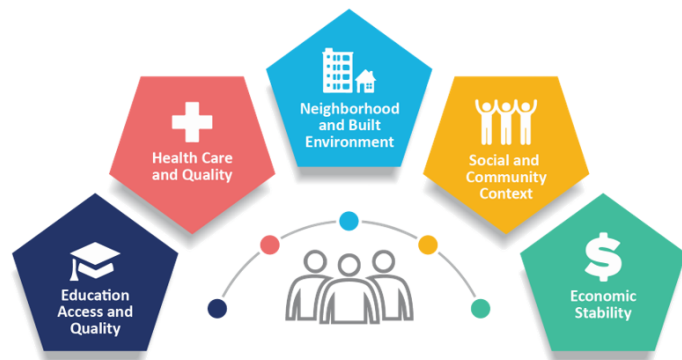 Neighborhood
and Built
Environment
Health Care
and Quality
Social and
Community
Context
Education
Access and
Quality
$
Economic
Stability